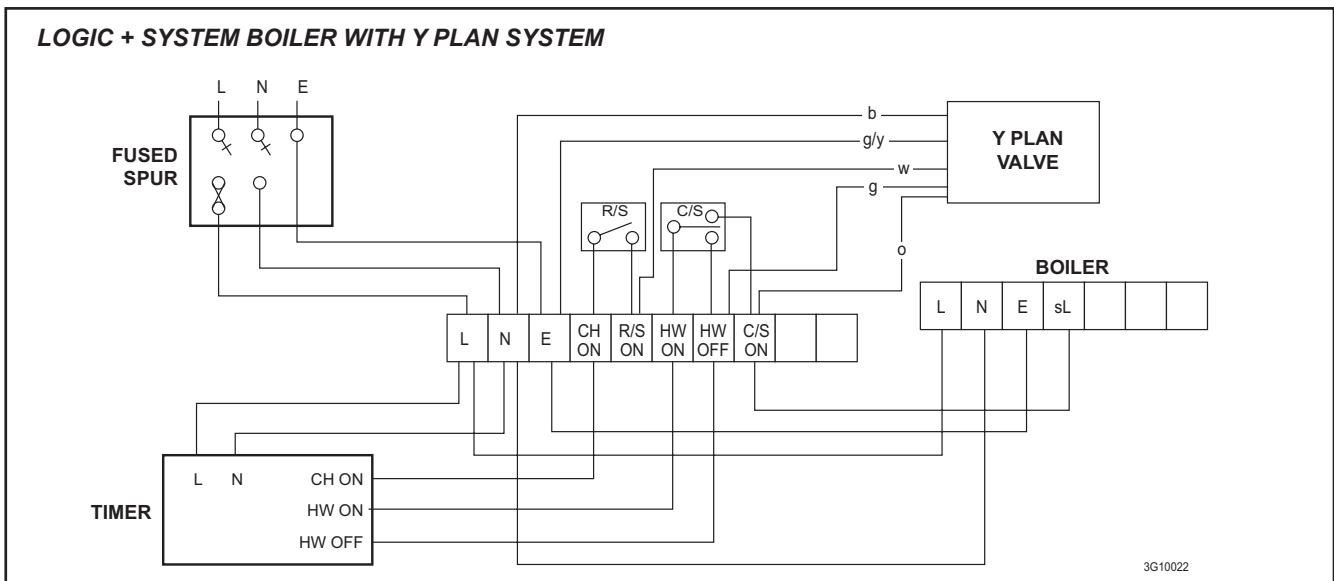 LOGIC + SYSTEM BOILER WITH Y PLAN SYSTEM
L N E
FUSED
SPUR
b
g/y
w
g
o
Y PLAN
VALVE
R/S
C/S
BOILER
L N E sL
L N E CH ON R/S ON HW ON HW OFF C/S ON
TIMER
L N
CH ON
HW ON
HW OFF
3G10022